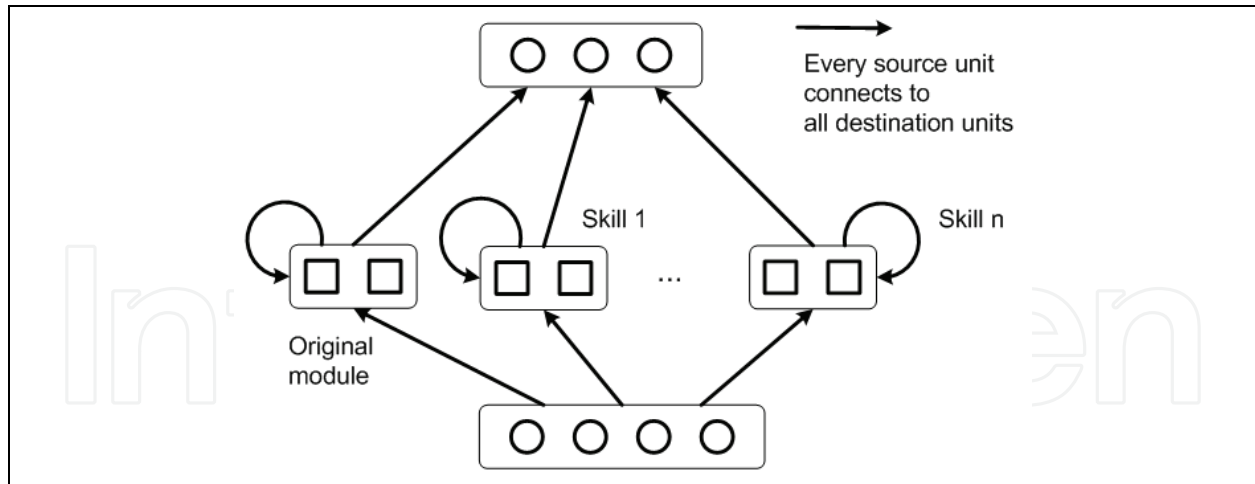 Every source unit
connects to
all destination units
Skill 1
Skill n
...
Original
module